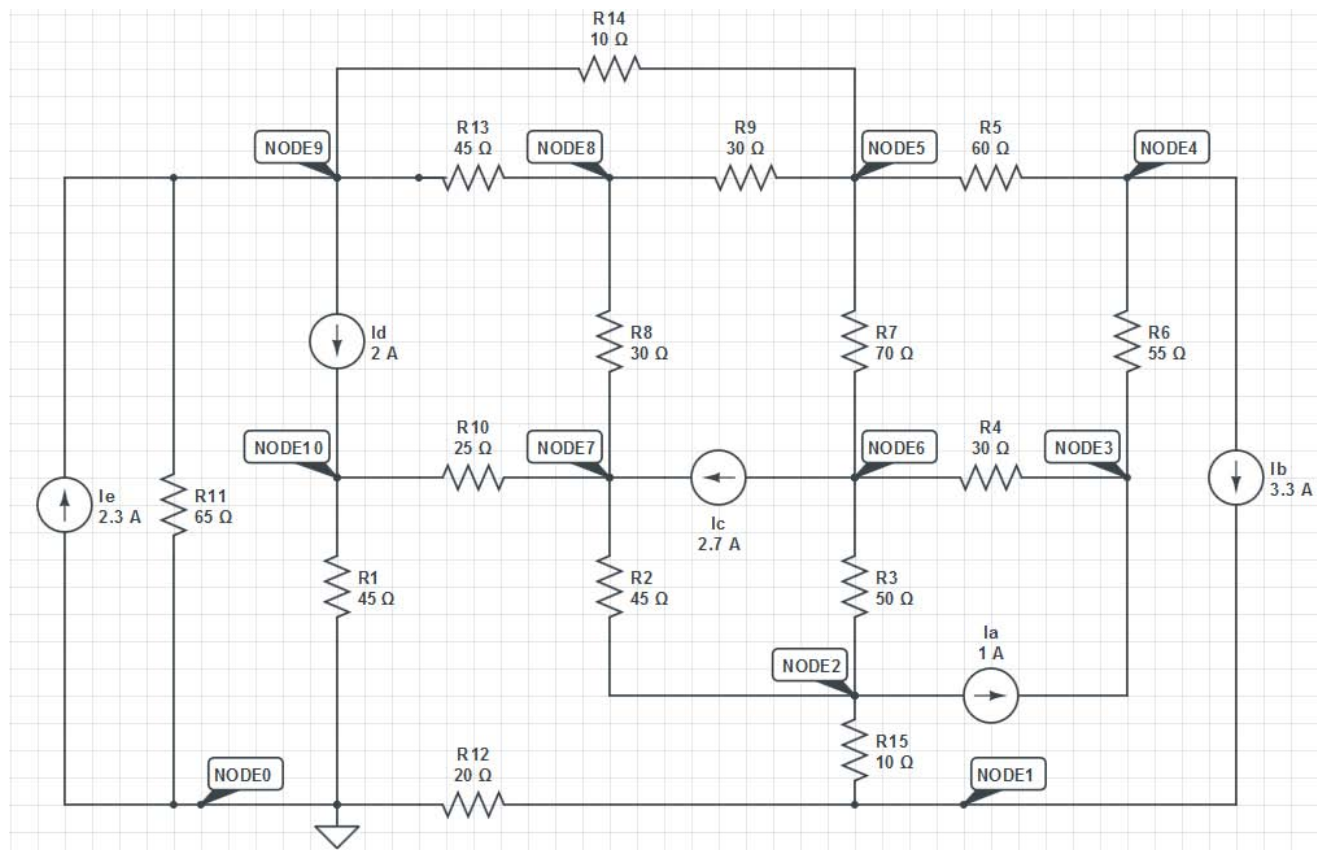 R14
10 Ω
NODE9
R13
45 Ω
NODE8
R9
30 Ω
NODE5
R5
60 Ω
NODE4
Id
2 A
R8
30 Ω
R7
70 Ω
R6
55 Ω
NODE10
R10
25 Ω
NODE7
NODE6
R4
30 Ω
NODE3
Ie
2.3 A
R11
65 Ω
Ic
2.7 A
Ib
3.3 A
R1
45 Ω
R2
45 Ω
R3
50 Ω
Ia
1 A
NODE2
R15
10 Ω
NODE0
R12
20 Ω
NODE1